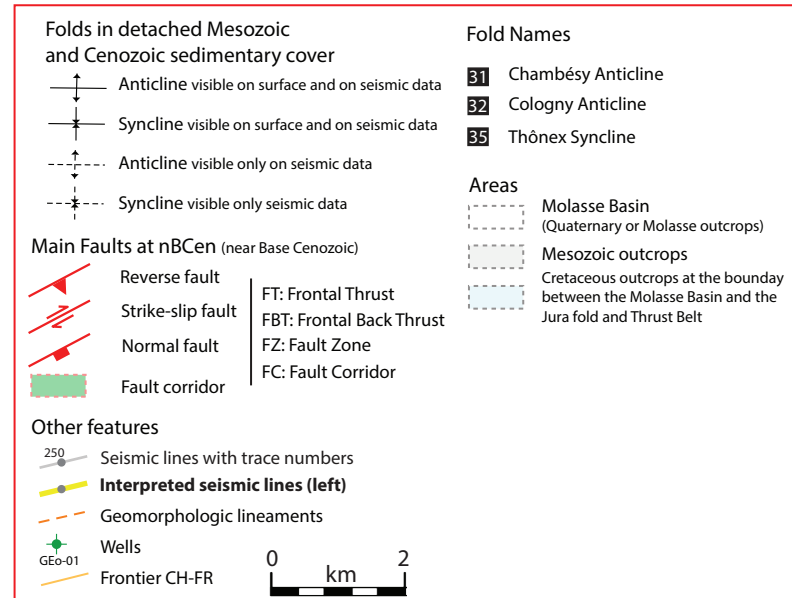 Folds in detached Mesozoic
and Cenozoic sedimentary cover
Anticline visible on surface and on seismic data
Syncline visible on surface and on seismic data
Anticline visible only on seismic data
Syncline visible only seismic data
Main Faults at nBCen (near Base Cenozoic)
Reverse fault
Strike-slip fault
Normal fault
Fault corridor
FT: Frontal Thrust
FBT: Frontal Back Thrust
FZ: Fault Zone
FC: Fault Corridor
Other features
250 Seismic lines with trace numbers
Interpreted seismic lines (left)
Geomorphologic lineaments
Wells
GEo-01
Frontier CH-FR
0 2
km
Fold Names
31 Chambésy Anticline
32 Cologny Anticline
35 Thônex Syncline
Areas
Molasse Basin
(Quaternary or Molasse outcrops)
Mesozoic outcrops
Cretaceous outcrops at the bounday
between the Molasse Basin and the
Jura fold and Thrust Belt